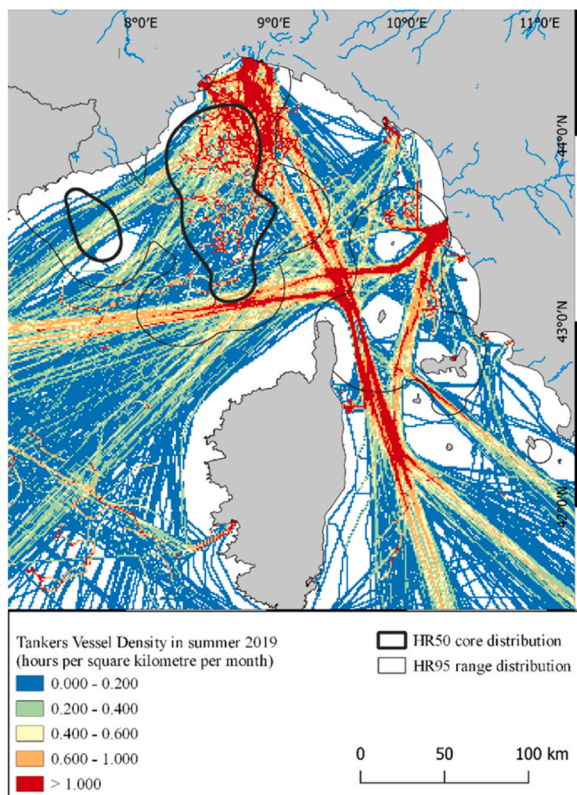 8°0'E 9°0'E 10°0'E 11°0'E
44°0'N
43°0'N
42°0'N
Tankers Vessel Density in summer 2019
(hours per square kilometre per month)
0.000 - 0.200
0.200 - 0.400
0.400 - 0.600
0.600 - 1.000
> 1.000
HR50 core distribution
HR95 range distribution
0 50 100 km